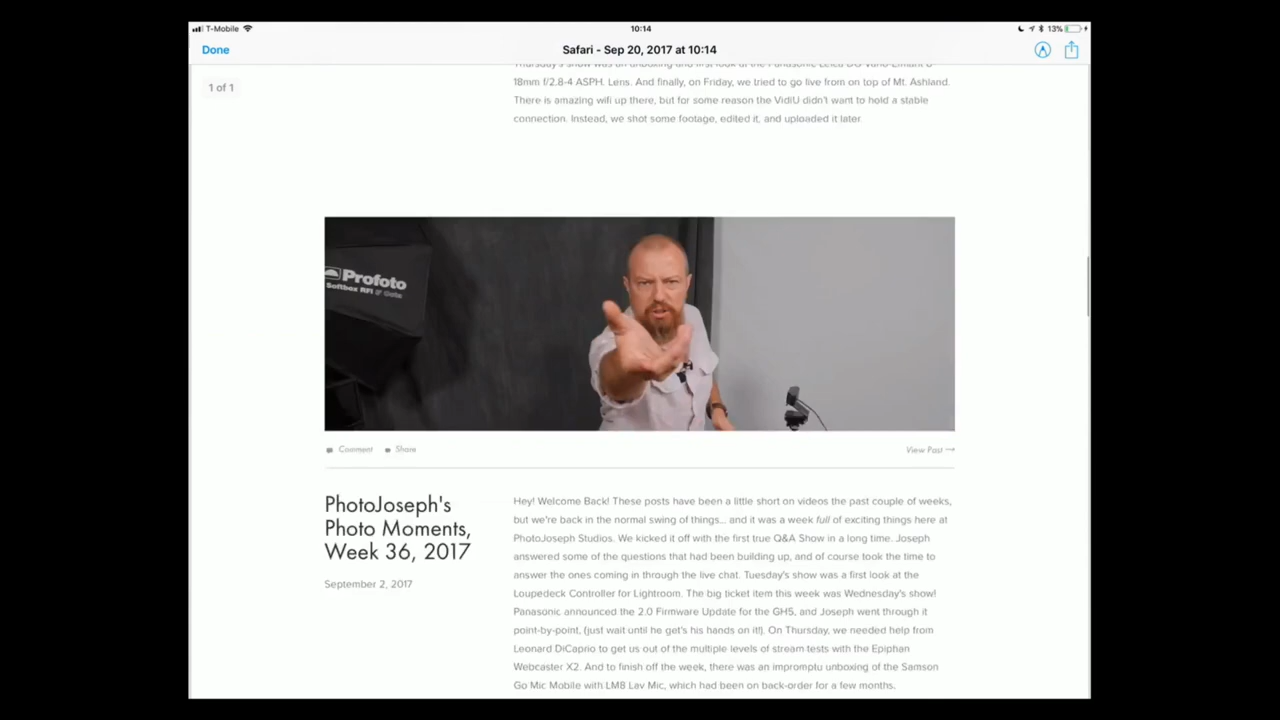 T-Mobile
10:14
13%
Done
Safari - Sep 20, 2017 at 10:14
1 of 1
18mm f/2.8-4 ASPH. Lens. And finally, on Friday, we tried to go live from on top of Mt. Ashland.
There is amazing wifi up there, but for some reason the VidiU didn't want to hold a stable
connection. Instead, we shot some footage, edited it, and uploaded it later.
Profoto
Softbox RFi
Comment
Share
View Post →
PhotoJoseph's
Photo Moments,
Week 36, 2017
September 2, 2017
Hey! Welcome Back! These posts have been a little short on videos the past couple of weeks,
but we're back in the normal swing of things... and it was a week full of exciting things here at
PhotoJoseph Studios. We kicked it off with the first true Q&A Show in a long time. Joseph
answered some of the questions that had been building up, and of course took the time to
answer the ones coming in through the live chat. Tuesday's show was a first look at the
Loupedeck Controller for Lightroom. The big ticket item this week was Wednesday's show!
Panasonic announced the 2.0 Firmware Update for the GH5, and Joseph went through it
point-by-point, (just wait until he get's his hands on it!). On Thursday, we needed help from
Leonard DiCaprio to get us out of the multiple levels of stream tests with the Epiphan
Webcaster X2. And to finish off the week, there was an impromptu unboxing of the Samson
Go Mic Mobile with LM8 Lav Mic, which had been on back-order for a few months.